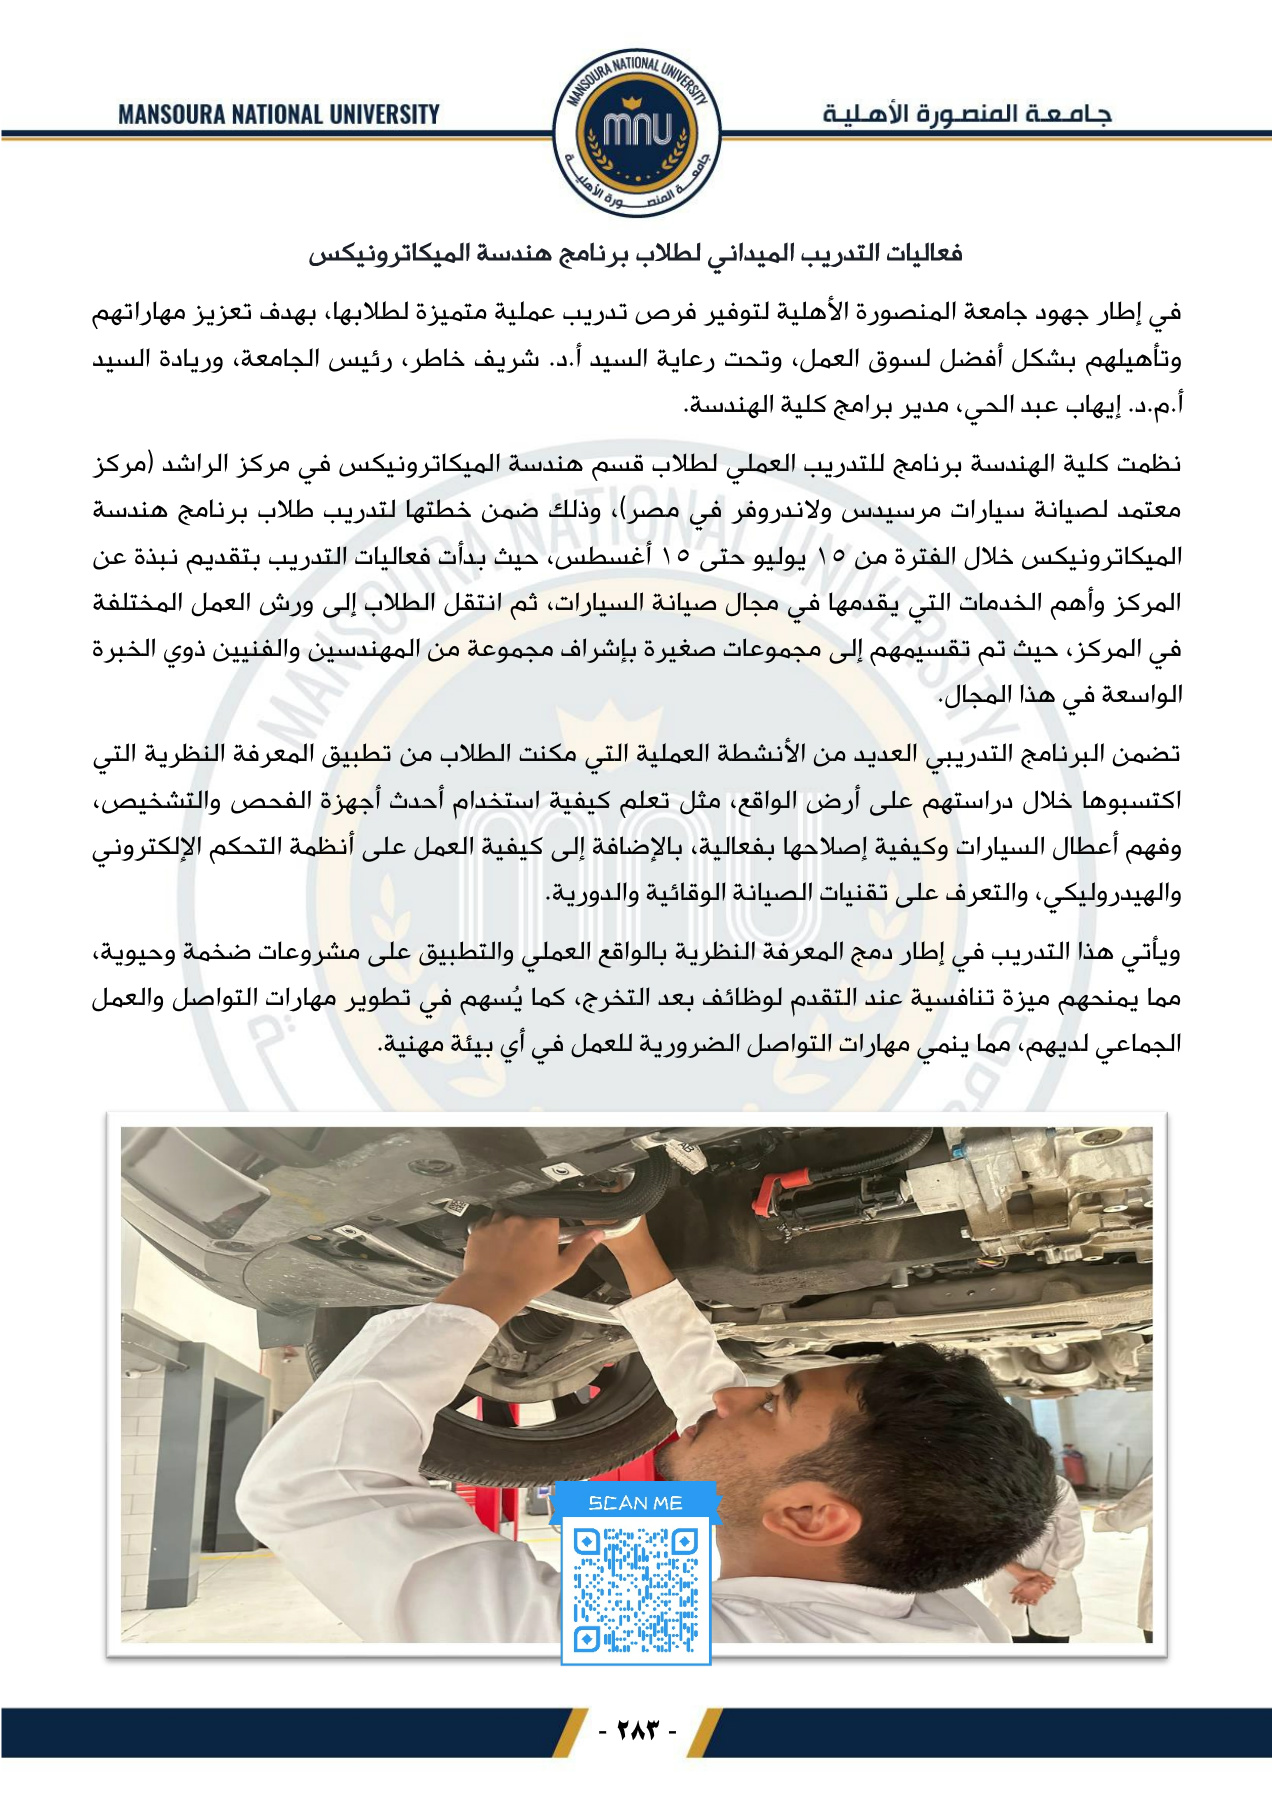 MANSOURA NATIONAL UNIVERSITY
جامعة المنصورة الأهلية
MANSOURA NATIONAL UNIVERSITY
mnu
جامعة المنصورة الأهلية
فعاليات التدريب الميداني لطلاب برنامج هندسة الميكاترونيكس
في إطار جهود جامعة المنصورة الأهلية لتوفير فرص تدريب عملية متميزة لطلابها، بهدف تعزيز مهاراتهم
وتأهيلهم بشكل أفضل لسوق العمل، وتحت رعاية السيد أ.د. شريف خاطر، رئيس الجامعة، وريادة السيد
أ.م.د. إيهاب عبد الحي، مدير برامج كلية الهندسة.
نظمت كلية الهندسة برنامج للتدريب العملي لطلاب قسم هندسة الميكاترونيكس في مركز الراشد (مركز
معتمد لصيانة سيارات مرسيدس ولاندروفر في مصر)، وذلك ضمن خطتها لتدريب طلاب برنامج هندسة
الميكاترونيكس خلال الفترة من ١٥ يوليو حتى ١٥ أغسطس، حيث بدأت فعاليات التدريب بتقديم نبذة عن
المركز وأهم الخدمات التي يقدمها في مجال صيانة السيارات، ثم انتقل الطلاب إلى ورش العمل المختلفة
في المركز، حيث تم تقسيمهم إلى مجموعات صغيرة بإشراف مجموعة من المهندسين والفنيين ذوي الخبرة
الواسعة في هذا المجال.
تضمن البرنامج التدريبي العديد من الأنشطة العملية التي مكنت الطلاب من تطبيق المعرفة النظرية التي
اكتسبوها خلال دراستهم على أرض الواقع، مثل تعلم كيفية استخدام أحدث أجهزة الفحص والتشخيص،
وفهم أعطال السيارات وكيفية إصلاحها بفعالية، بالإضافة إلى كيفية العمل على أنظمة التحكم الإلكتروني
والهيدروليكي، والتعرف على تقنيات الصيانة الوقائية والدورية.
ويأتي هذا التدريب في إطار دمج المعرفة النظرية بالواقع العملي والتطبيق على مشروعات ضخمة وحيوية،
مما يمنحهم ميزة تنافسية عند التقدم لوظائف بعد التخرج، كما يُسهم في تطوير مهارات التواصل والعمل
الجماعي لديهم، مما ينمي مهارات التواصل الضرورية للعمل في أي بيئة مهنية.
AB
SCAN ME
- ٢٨٣ -